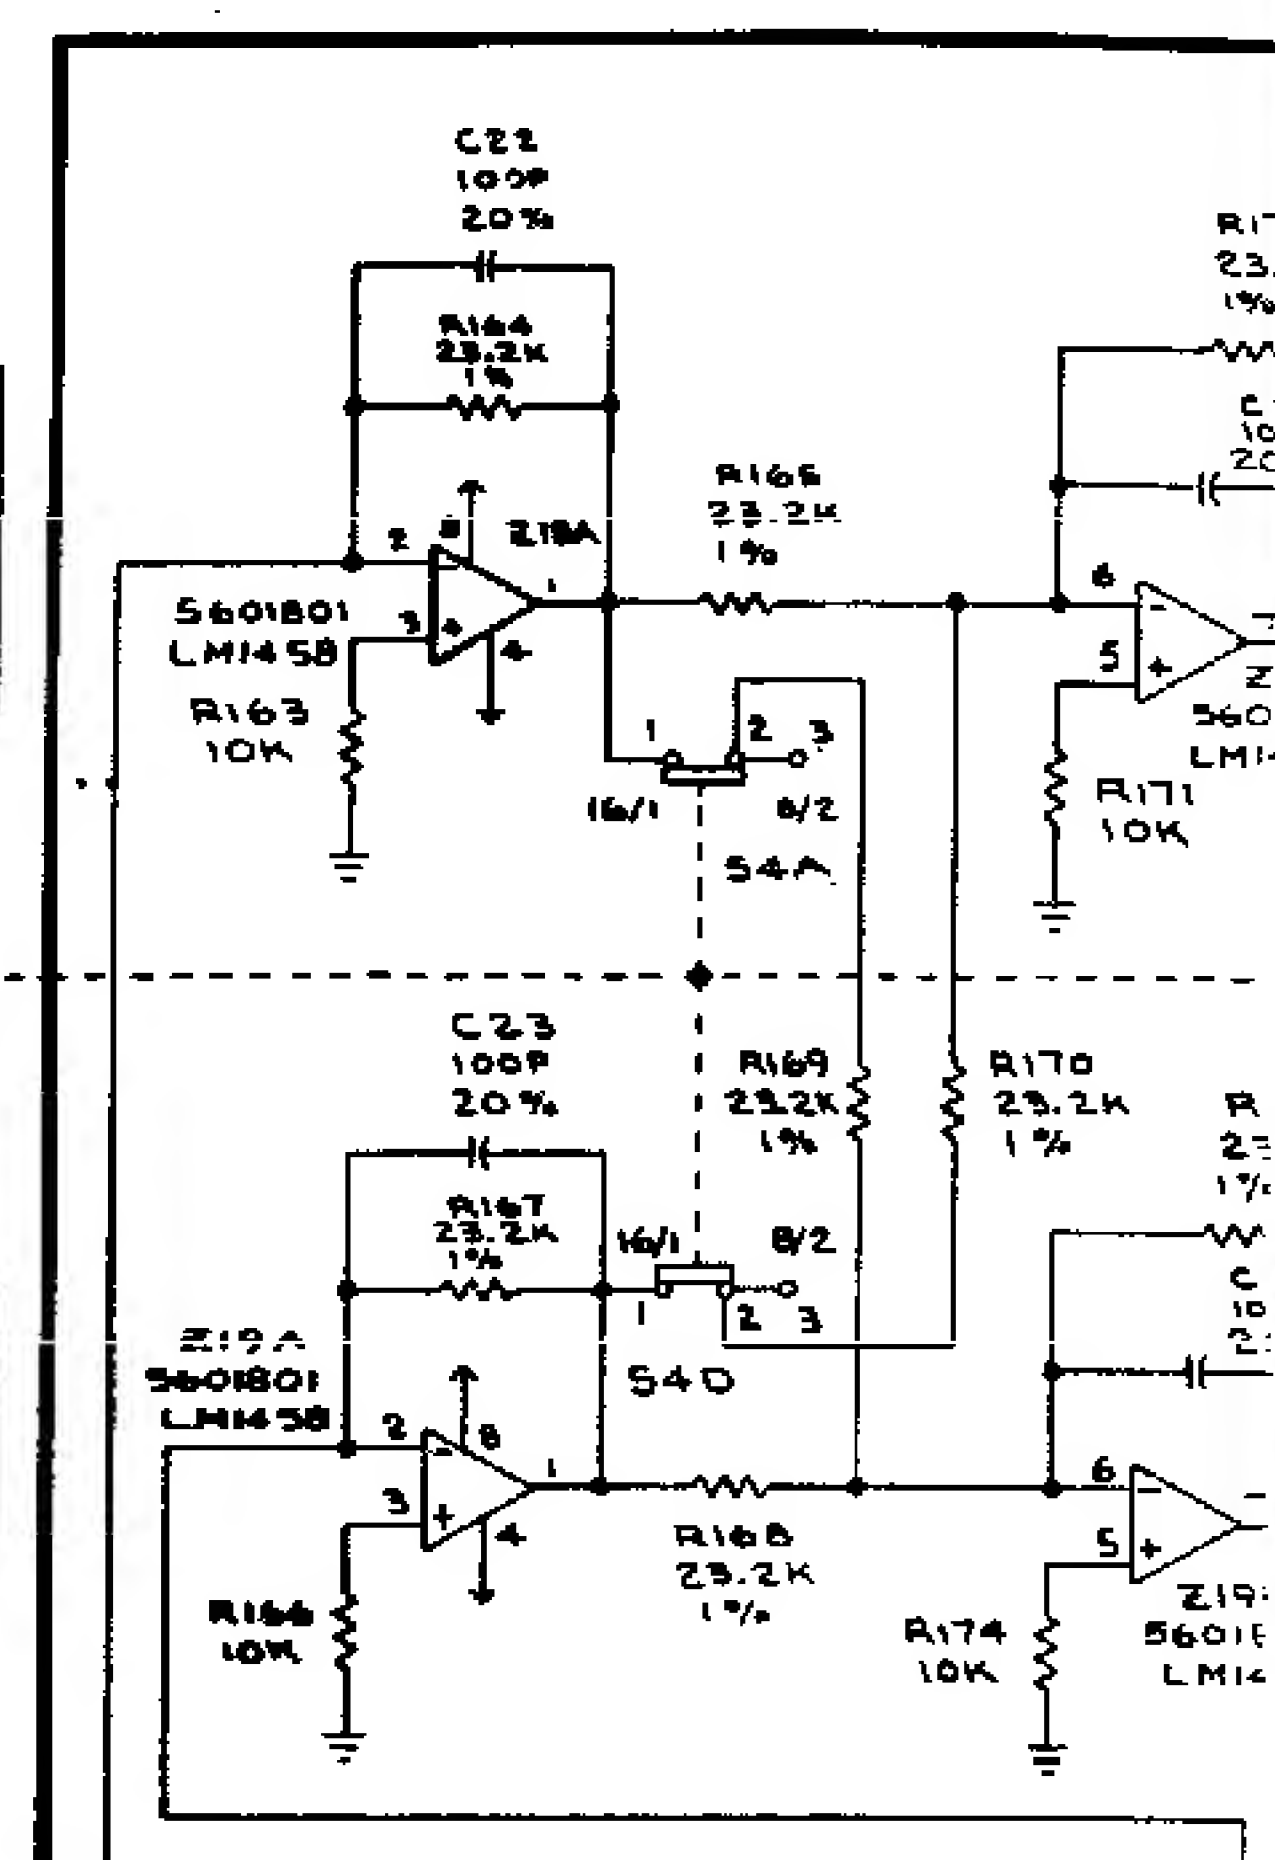 C22
100P
20%
R164
23.2K
1%
R165
23.2K
1%
2
8
1
3
4
5601801
LM1458
R163
10K
6
5
-
+
R171
10K
1
2
3
16/1
8/2
S4A
C23
100P
20%
R169
23.2K
1%
R170
23.2K
1%
R167
23.2K
1%
16/1
8/2
1
2
3
S4D
Z19A
5601801
LM1458
2
8
1
3
4
-
+
R168
23.2K
1%
R166
10K
6
5
-
+
R174
10K